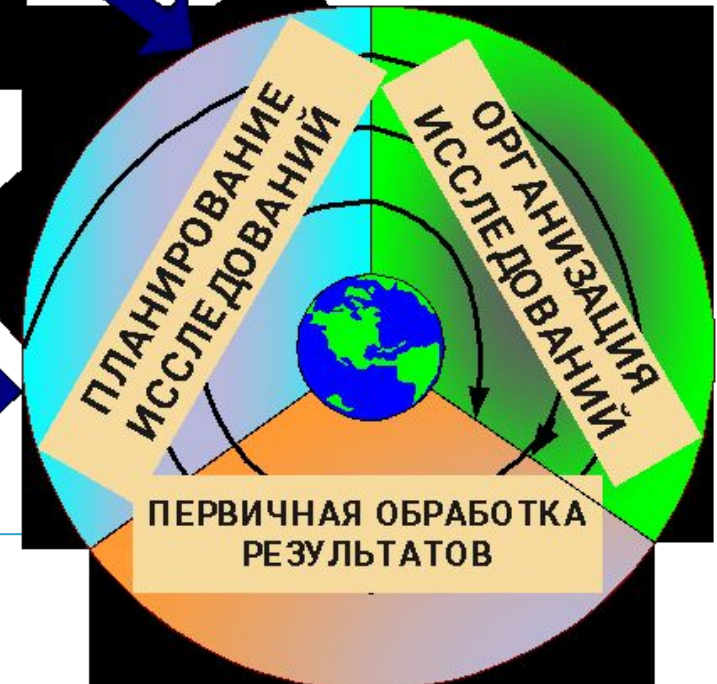 ПЛАНИРОВАНИЕ
ИССЛЕДОВАНИЙ
ОРГАНИЗАЦИЯ
ИССЛЕДОВАНИЙ
ПЕРВИЧНАЯ ОБРАБОТКА
РЕЗУЛЬТАТОВ